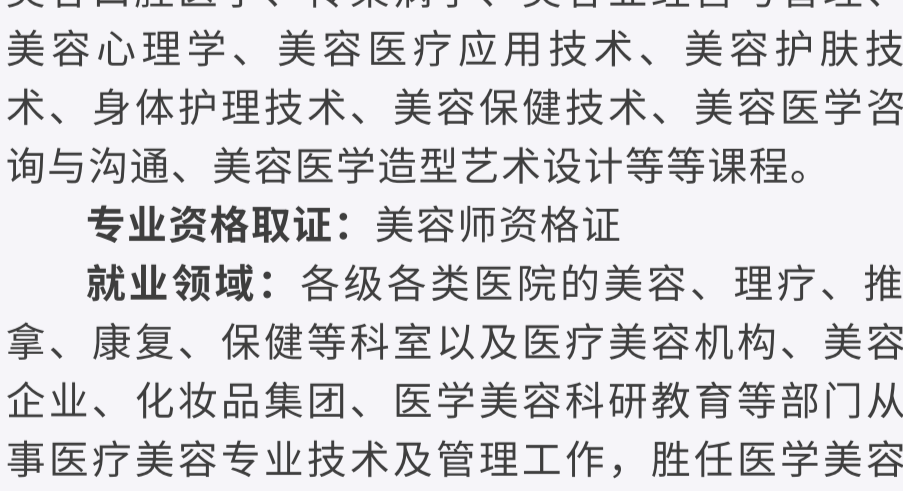 美容心理学、美容医疗应用技术、美容护肤技
术、身体护理技术、美容保健技术、美容医学咨
询与沟通、美容医学造型艺术设计等等课程。
专业资格取证：美容师资格证
就业领域：各级各类医院的美容、理疗、推
拿、康复、保健等科室以及医疗美容机构、美容
企业、化妆品集团、医学美容科研教育等部门从
事医疗美容专业技术及管理工作，胜任医学美容